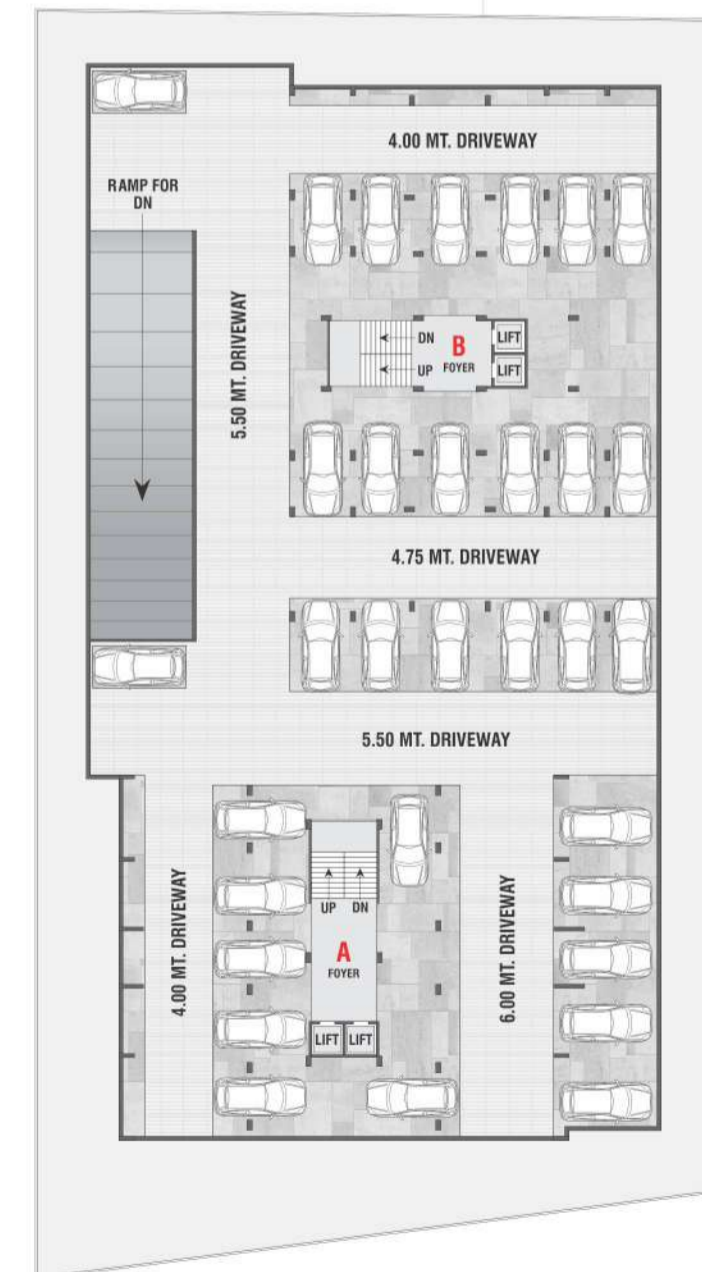 4.00 MT. DRIVEWAY
RAMP FOR
DN
5.50 MT. DRIVEWAY
DN
UP
B
FOYER
LIFT
LIFT
4.75 MT. DRIVEWAY
5.50 MT. DRIVEWAY
4.00 MT. DRIVEWAY
UP DN
A
FOYER
LIFT LIFT
6.00 MT. DRIVEWAY